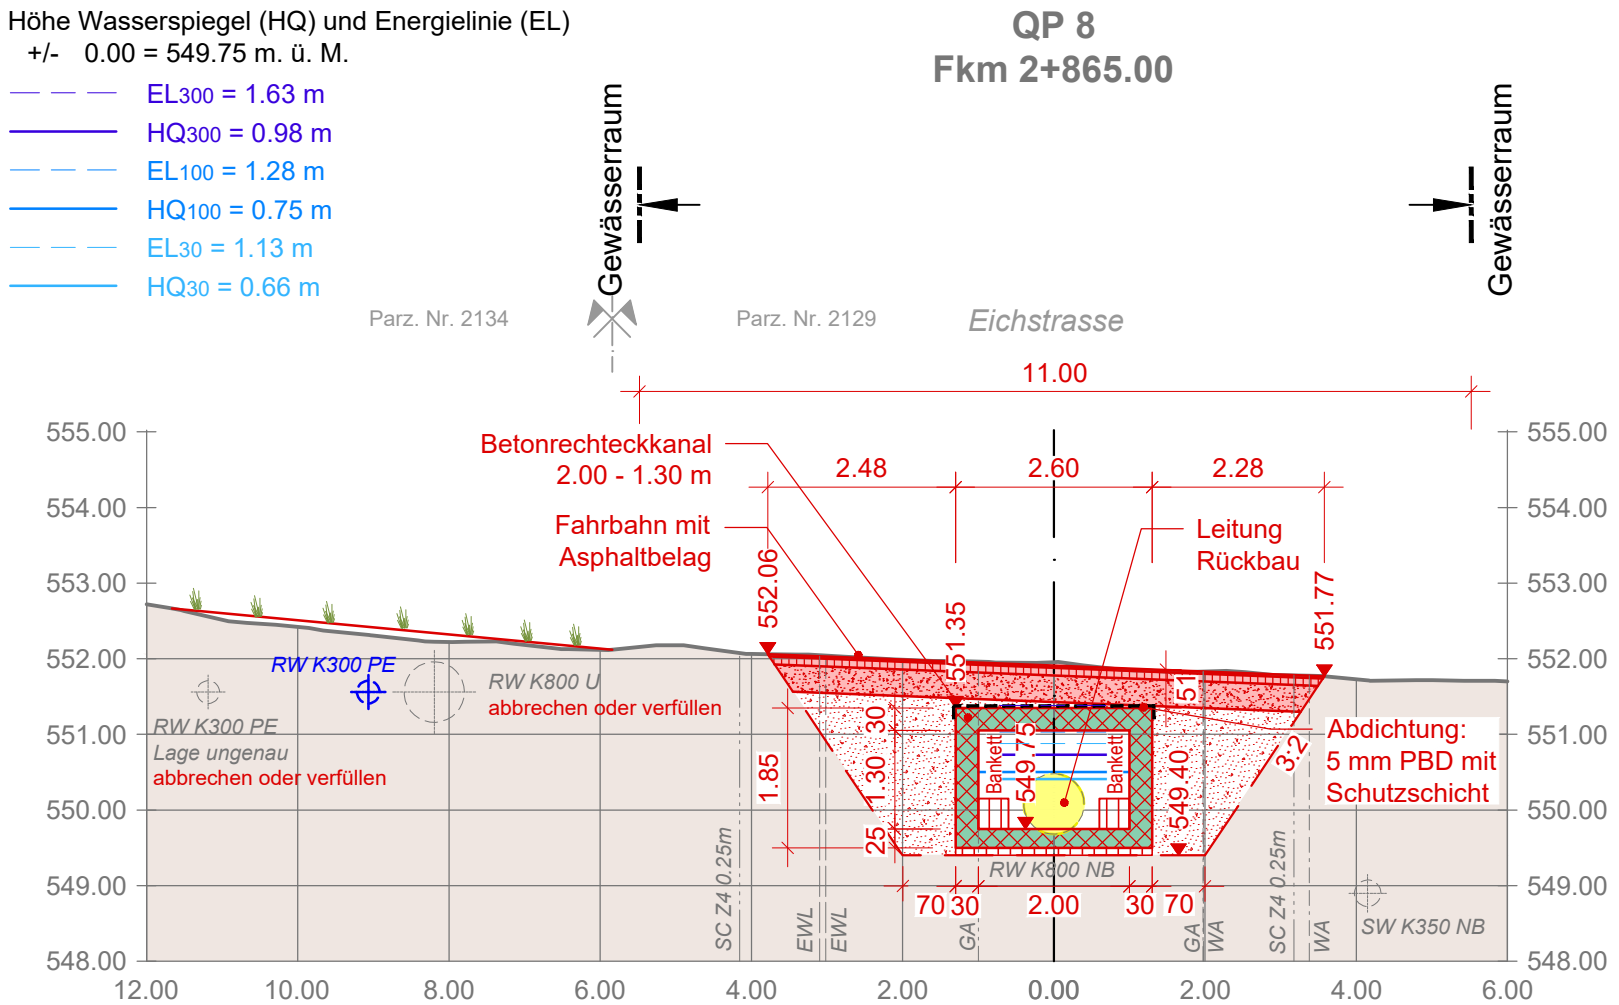 Höhe Wasserspiegel (HQ) und Energielinie (EL)
+/- 0.00 = 549.75 m. ü. M.
EL300 = 1.63 m
HQ300 = 0.98 m
EL100 = 1.28 m
HQ100 = 0.75 m
EL30 = 1.13 m
HQ30 = 0.66 m
QP 8
Fkm 2+865.00
Gewässerraum
Gewässerraum
Parz. Nr. 2134
Parz. Nr. 2129
Eichstrasse
11.00
555.00
555.00
Betonrechteckkanal
2.00 - 1.30 m
2.48
2.60
2.28
554.00
554.00
Fahrbahn mit
Asphaltbelag
Leitung
Rückbau
553.00
553.00
552.06
551.35
551.77
552.00
552.00
RW K300 PE
RW K800 U
abbrechen oder verfüllen
51
RW K300 PE
Lage ungenau
abbrechen oder verfüllen
551.00
551.00
30
1.85
1.30
25
Bankett
549.75
Bankett
549.40
3:2
Abdichtung:
5 mm PBD mit
Schutzschicht
550.00
550.00
RW K800 NB
549.00
549.00
70
30
2.00
30
70
SC Z4 0.25m
EWL
EWL
GA
GA
WA
SC Z4 0.25m
WA
SW K350 NB
548.00
548.00
12.00
10.00
8.00
6.00
4.00
2.00
0.00
2.00
4.00
6.00